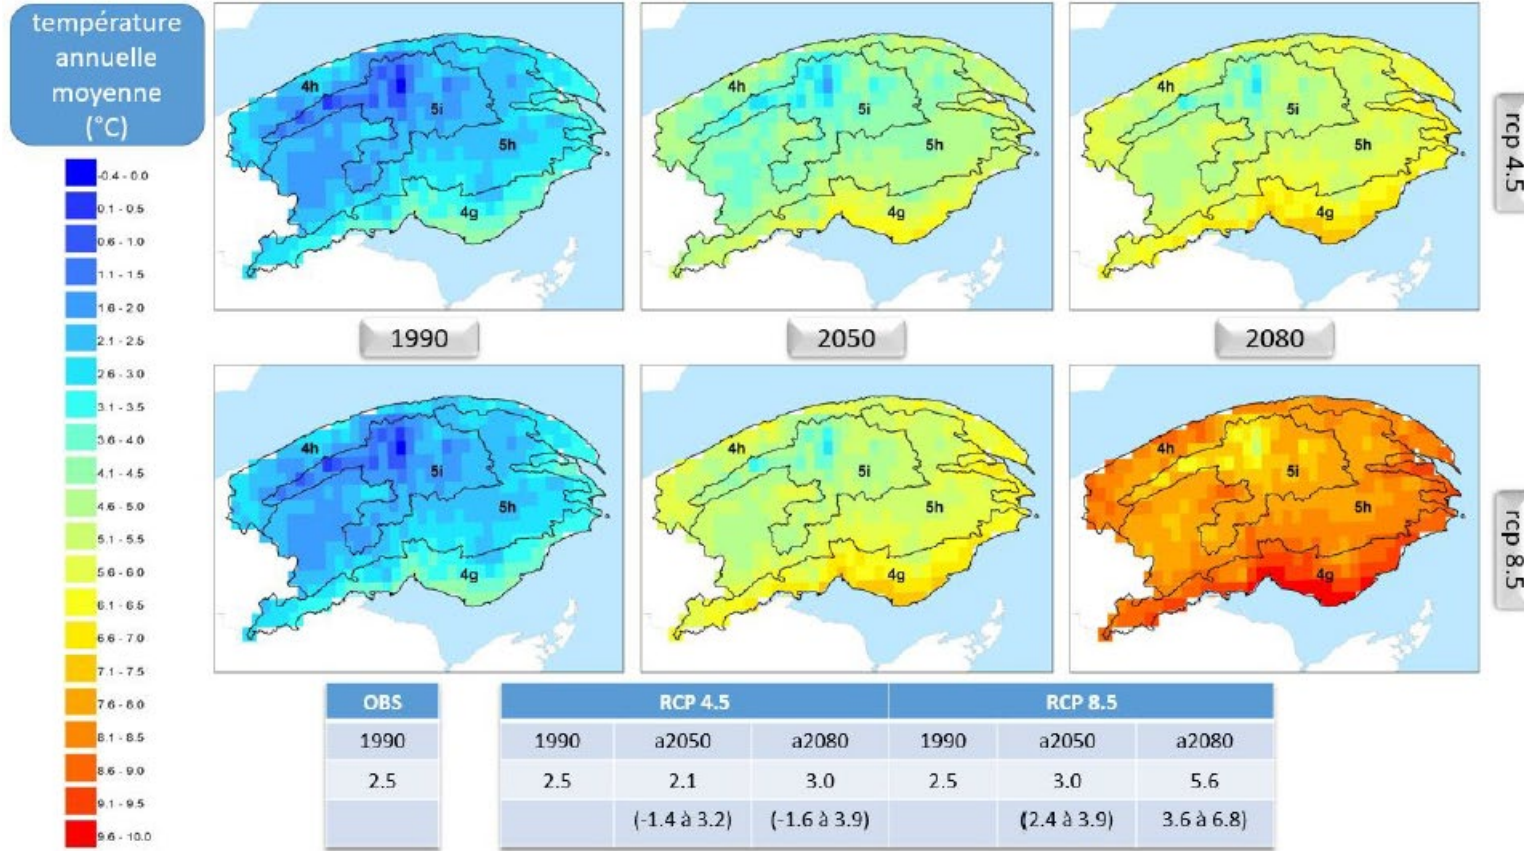 température
annuelle
moyenne
(°C)
-0.4 - 0.0
0.1 - 0.5
0.6 - 1.0
1.1 - 1.5
1.6 - 2.0
2.1 - 2.5
2.6 - 3.0
3.1 - 3.5
3.6 - 4.0
4.1 - 4.5
4.6 - 5.0
5.1 - 5.5
5.6 - 6.0
6.1 - 6.5
6.6 - 7.0
7.1 - 7.5
7.6 - 8.0
8.1 - 8.5
8.6 - 9.0
9.1 - 9.5
9.6 - 10.0
4h
5i
5h
4g
4h
5i
5h
4g
4h
5i
5h
4g
rcp 4.5
1990
2050
2080
4h
5i
5h
4g
4h
5i
5h
4g
4h
5i
5h
4g
rcp 8.5
OBS
1990
2.5
RCP 4.5 RCP 8.5
1990 a2050 a2080 1990 a2050 a2080
2.5 2.1 3.0 2.5 3.0 5.6
(-1.4 à 3.2) (-1.6 à 3.9) (2.4 à 3.9) 3.6 à 6.8)